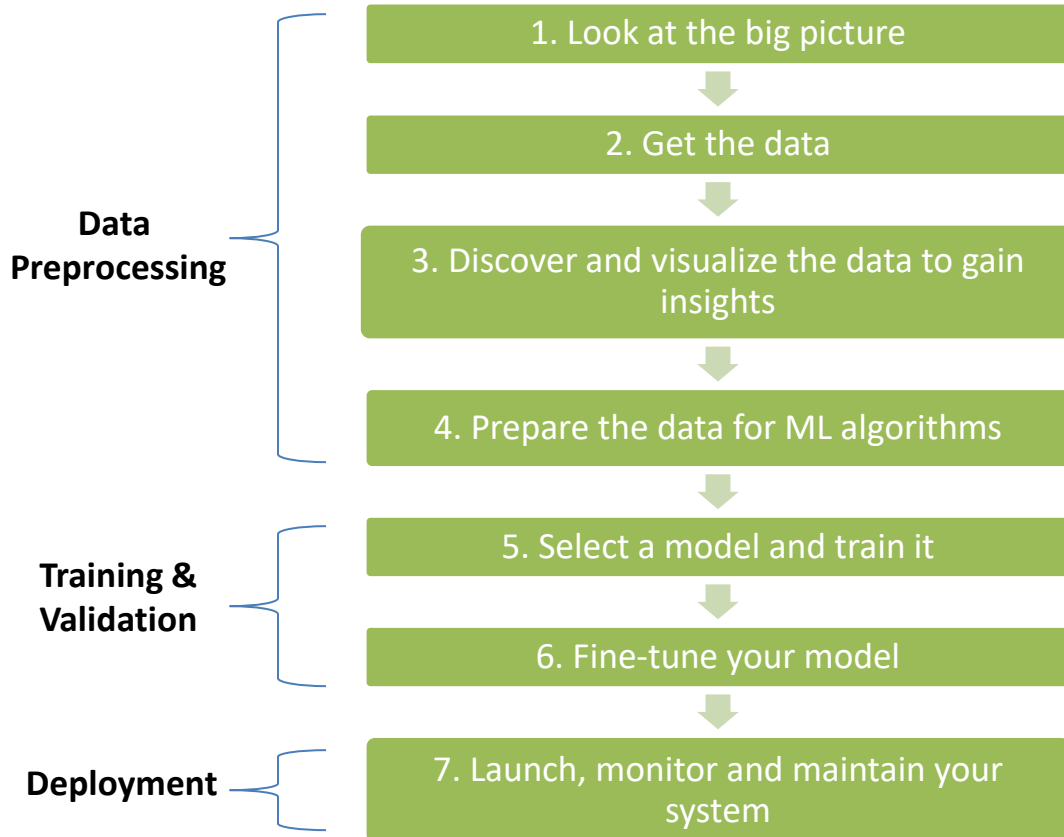 1. Look at the big picture
2. Get the data
Data
Preprocessing
3. Discover and visualize the data to gain
insights
4. Prepare the data for ML algorithms
Training &
Validation
5. Select a model and train it
6. Fine-tune your model
Deployment
7. Launch, monitor and maintain your
system